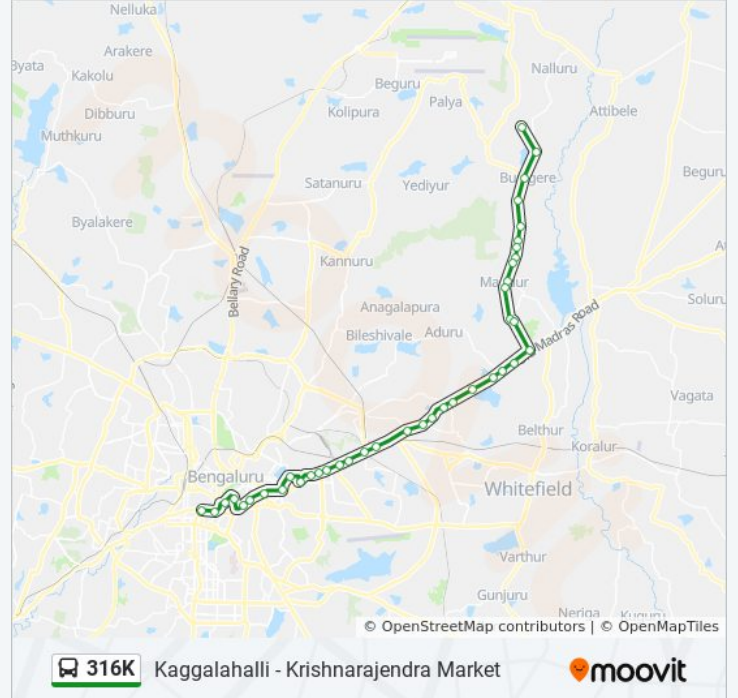 Nelluka
Arakere
Byata
Kakolu
Nalluru
Beguru
Palya
Dibburu
Kolipura
Attibele
Muthkuru
Satanuru
Yediyur
Beguru
Byalakere
Kannuru
Bellary Road
Anagalapura
Soluru
Madras Road
Bileshivale
Aduru
Vagata
Belthur
Koralur
Bengaluru
Whitefield
Varthur
Gunjuru
Neriga
© OpenStreetMap contributors | © OpenMapTiles
316K Kaggalahalli - Krishnarajendra Market moovit